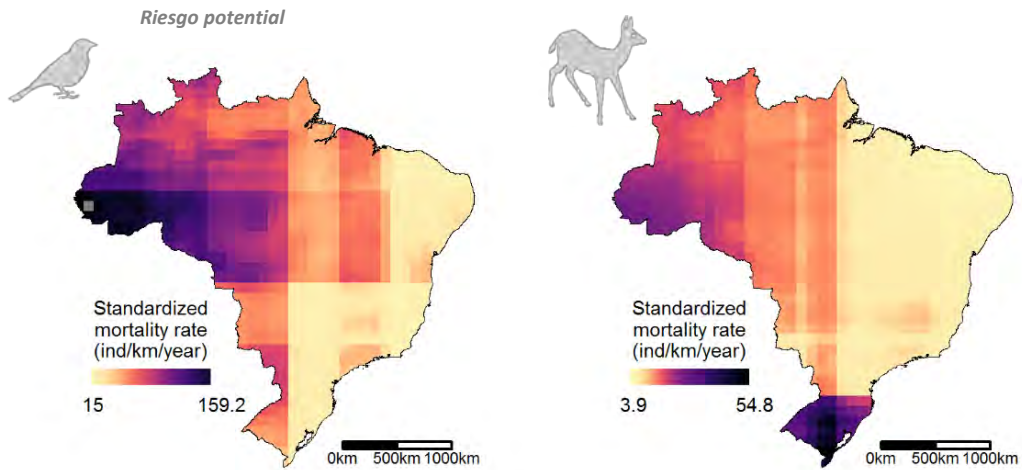 Riesgo potential
Standardized
mortality rate
(ind/km/year)
15 159.2
0km 500km 1000km
Standardized
mortality rate
(ind/km/year)
3.9 54.8
0km 500km 1000km